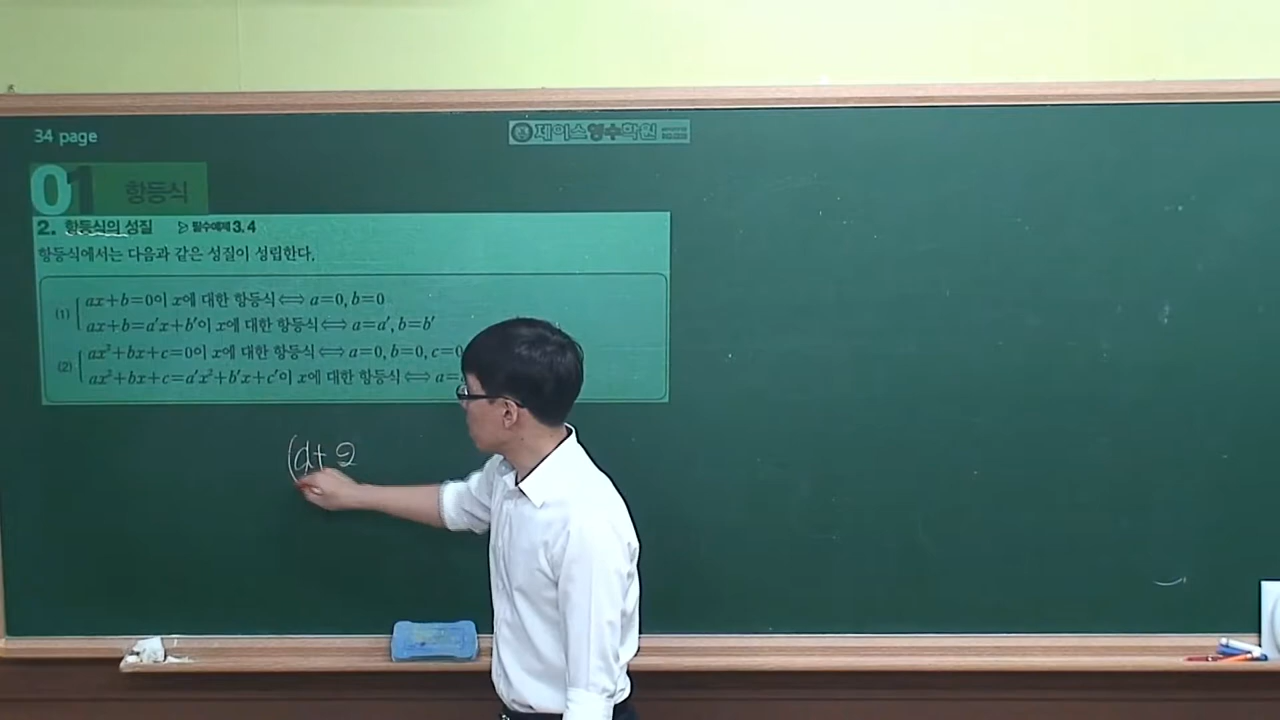 34 page
제이스영수학원
01 항등식
2. 항등식의 성질 ▷ 필수예제 3, 4
항등식에서는 다음과 같은 성질이 성립한다.
(1) ax+b=0이 x에 대한 항등식⟺a=0, b=0
ax+b=a′x+b′이 x에 대한 항등식⟺a=a′, b=b′
(2) ax²+bx+c=0이 x에 대한 항등식⟺a=0, b=0, c=0
ax²+bx+c=a′x²+b′x+c′이 x에 대한 항등식⟺a=
(a+2